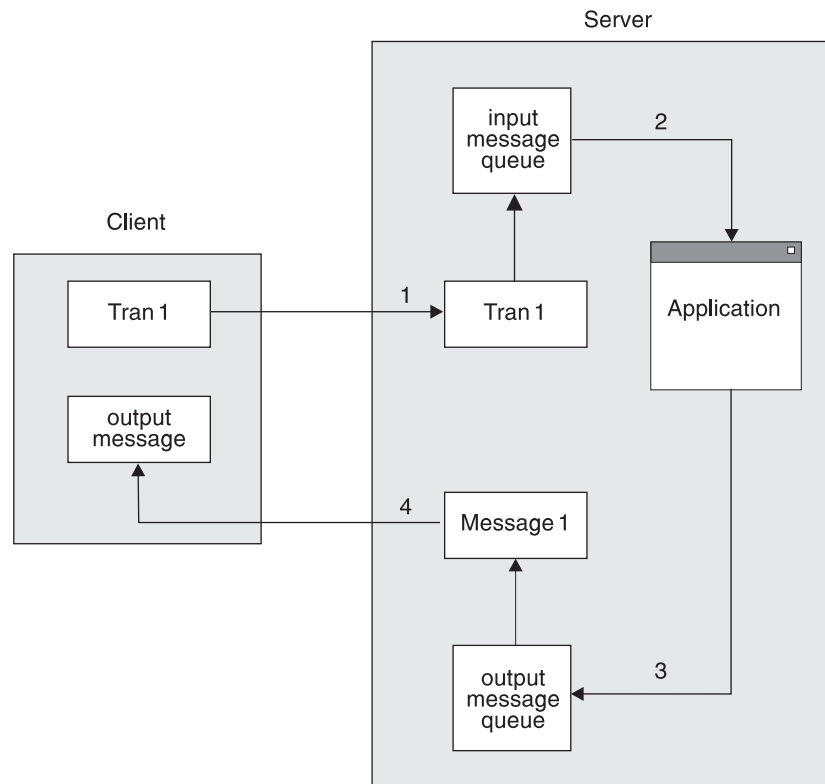 Server
input
message
queue
2
Client
Tran 1
1
Tran 1
Application
output
message
4
Message 1
output
message
queue
3